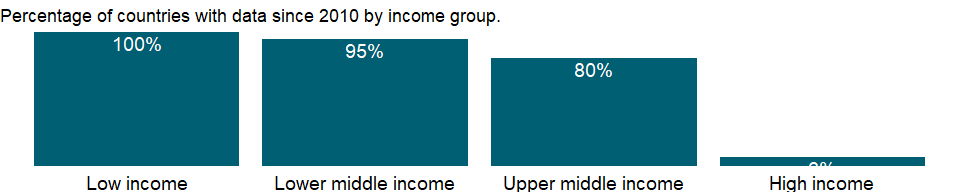 Percentage of countries with data since 2010 by income group.
100%
95%
80%
Low income
Lower middle income
Upper middle income
High income